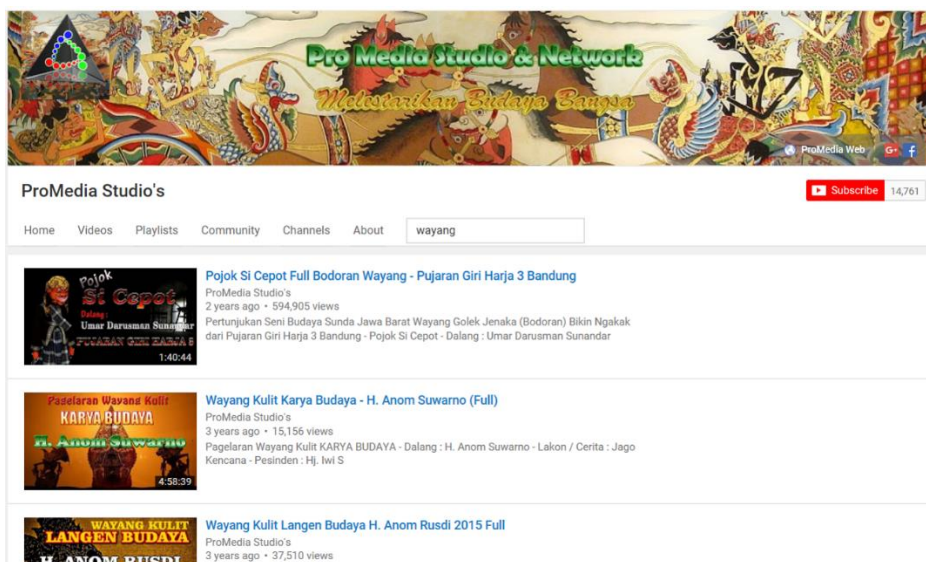 Pro Media Studio & Network
Melestarikan Budaya Bangsa
ProMedia Web G+ f
ProMedia Studio's
Subscribe 14,761
Home Videos Playlists Community Channels About wayang
Pojok
Si Cepot
Dalang :
Umar Darusman Sunandar
PUJARAN GIRI HARJA 3
1:40:44
Pojok Si Cepot Full Bodoran Wayang - Pujaran Giri Harja 3 Bandung
ProMedia Studio's
2 years ago • 594,905 views
Pertunjukan Seni Budaya Sunda Jawa Barat Wayang Golek Jenaka (Bodoran) Bikin Ngakak
dari Pujaran Giri Harja 3 Bandung - Pojok Si Cepot - Dalang : Umar Darusman Sunandar
Pagelaran Wayang Kulit
KARYA BUDAYA
H. Anom Suwarno
4:58:39
Wayang Kulit Karya Budaya - H. Anom Suwarno (Full)
ProMedia Studio's
3 years ago • 15,156 views
Pagelaran Wayang Kulit KARYA BUDAYA - Dalang : H. Anom Suwarno - Lakon / Cerita : Jago
Kencana - Pesinden : Hj. Iwi S
WAYANG KULIT
LANGEN BUDAYA
H. ANOM RUSDI
Wayang Kulit Langen Budaya H. Anom Rusdi 2015 Full
ProMedia Studio's
3 years ago • 37,510 views